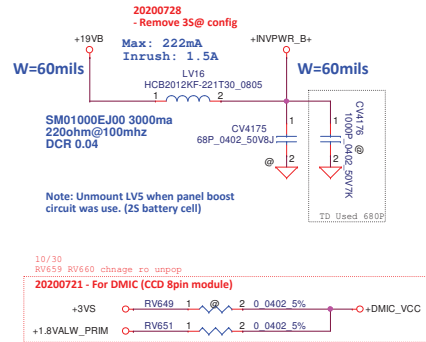 20200728
- Remove 3S@ config
+19VB
Max: 222mA
Inrush: 1.5A
+INVPWR_B+
W=60mils
W=60mils
LV16
HCB2012KF-221T30_0805
1
2
SM01000EJ00 3000ma
220ohm@100mhz
DCR 0.04
CV4175
68P_0402_50V8J
1
2
@
CV4176
1000P_0402_50V7K
1
2
@
TD Used 680P
Note: Unmount LV5 when panel boost
circuit was use. (2S battery cell)
10/30
RV659 RV660 chnage ro unpop
20200721 - For DMIC (CCD 8pin module)
+3VS
RV649 1 @ 2 0_0402_5%
+DMIC_VCC
+1.8VALW_PRIM
RV651 1 2 0_0402_5%